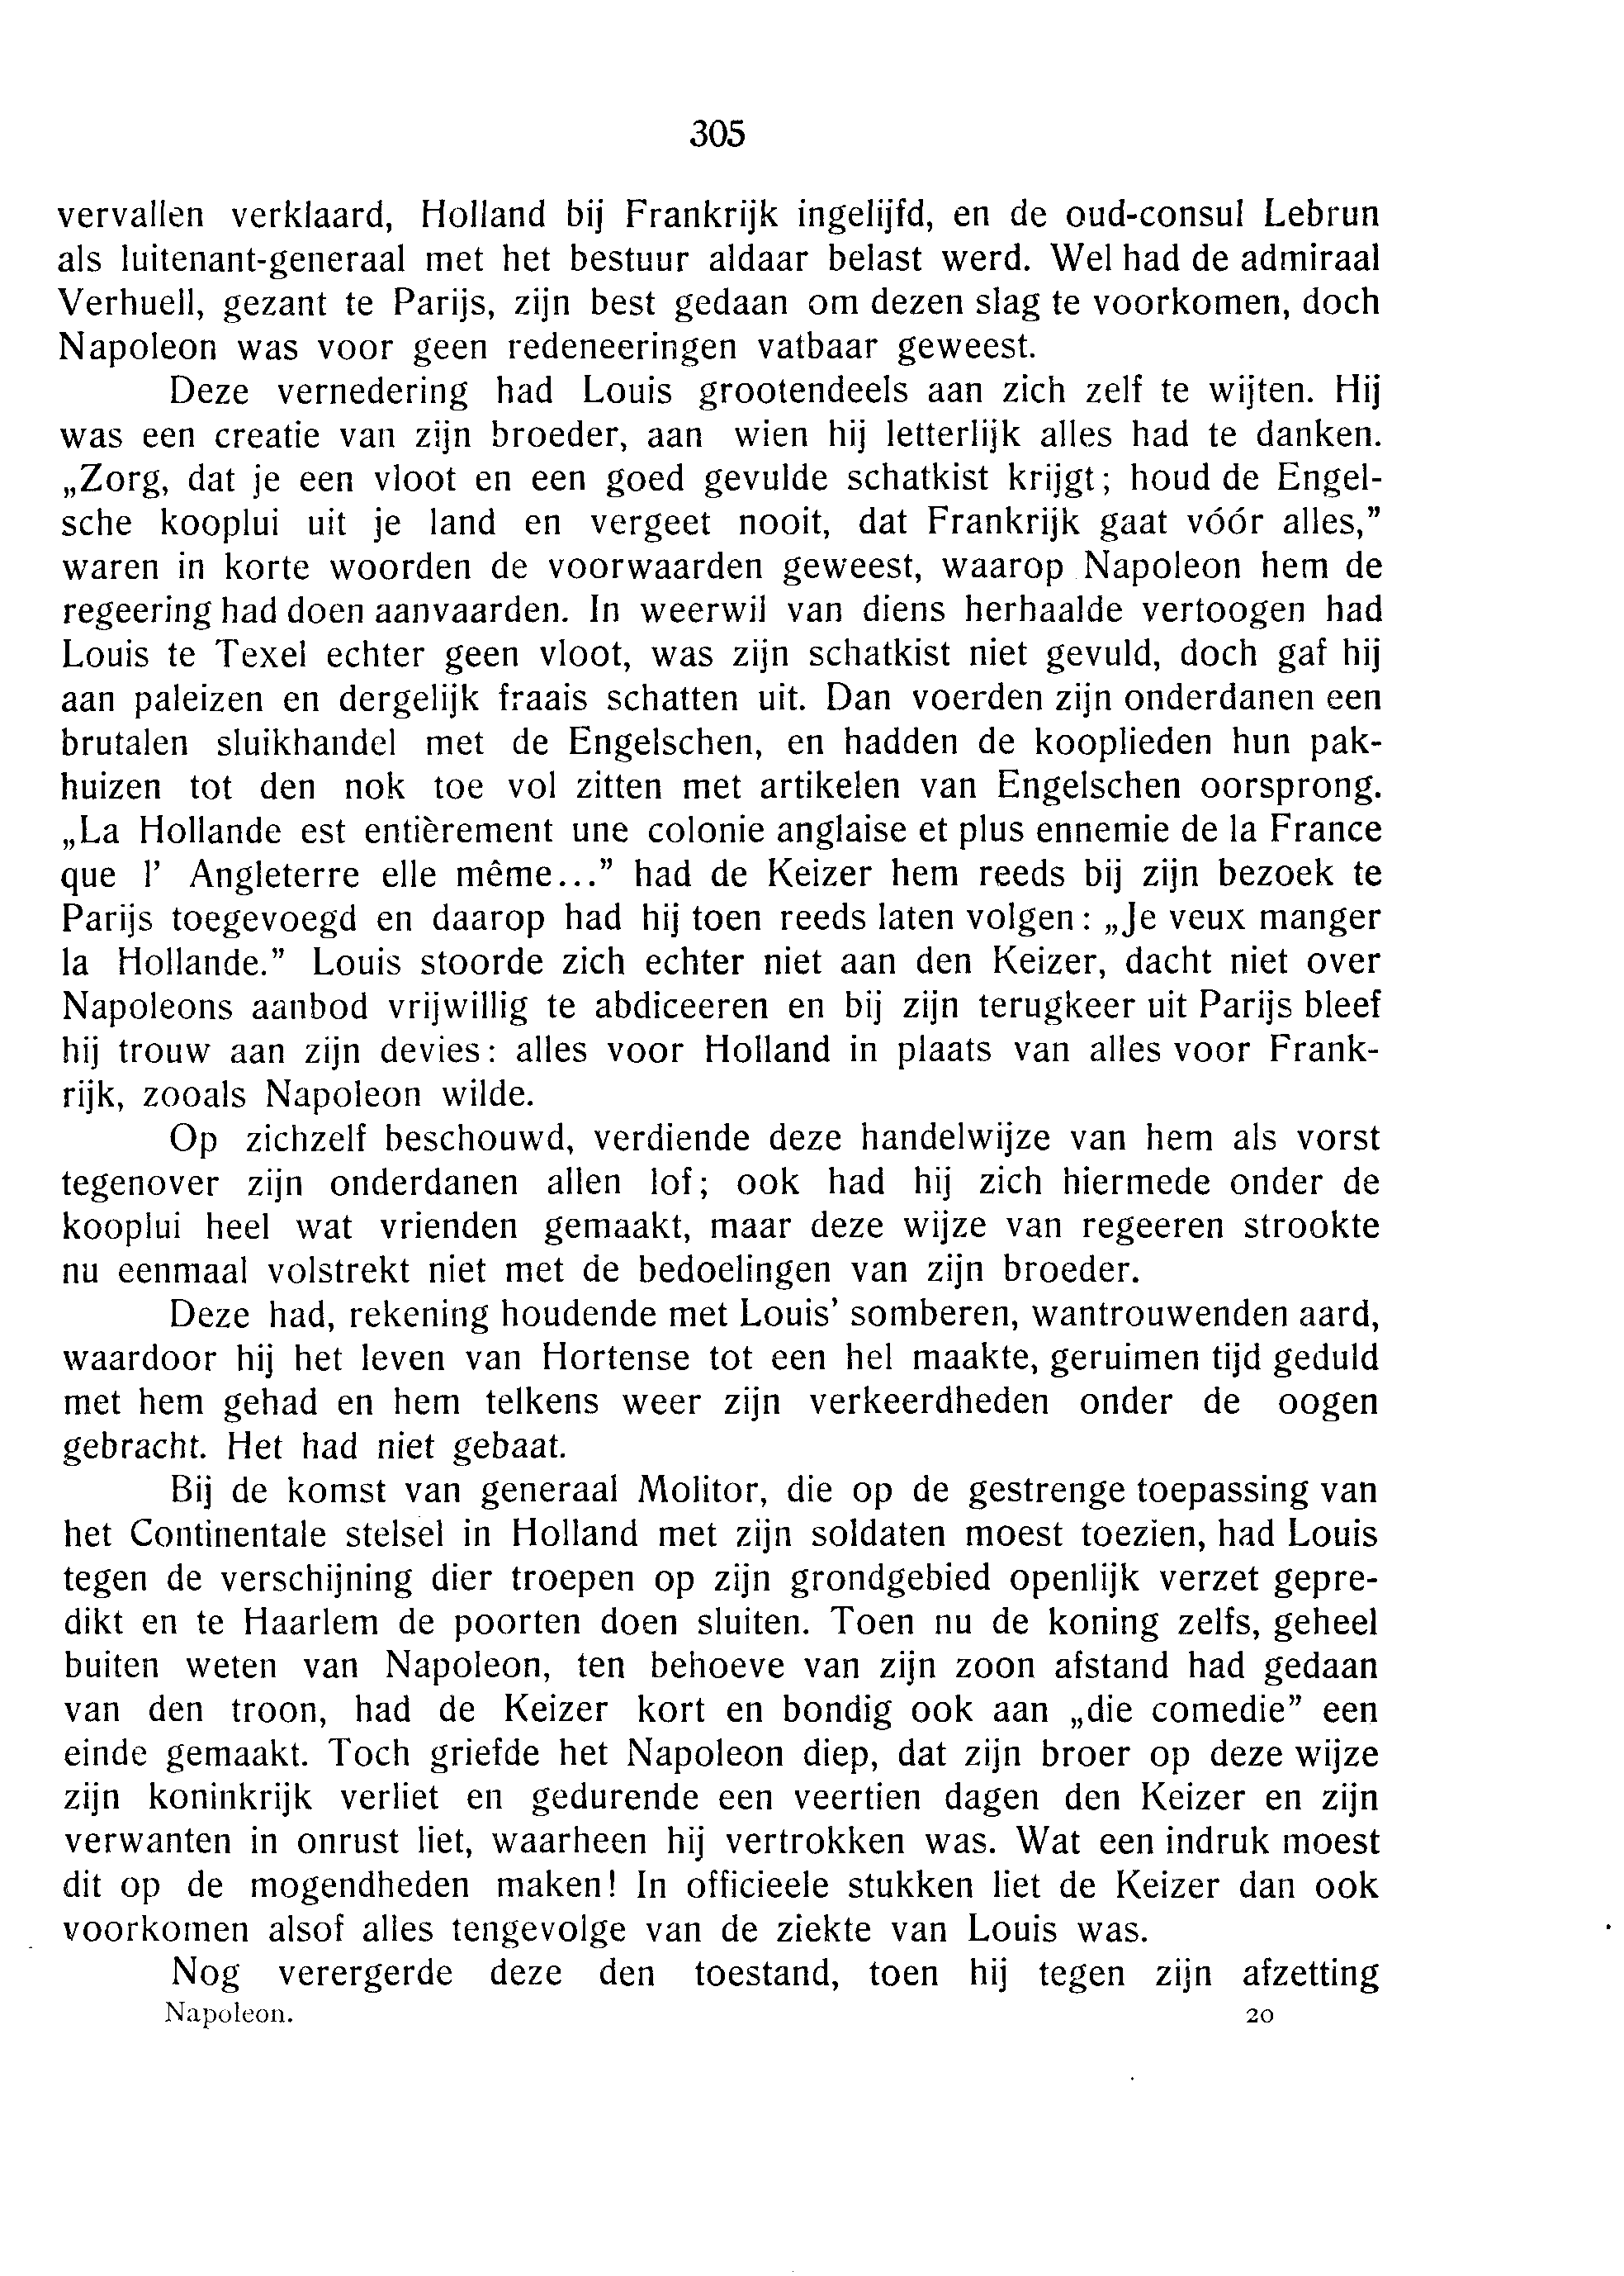 305
vervallen verklaard, Holland bij Frankrijk ingelijfd, en de oud-consul Lebrun
als luitenant-generaal met het bestuur aldaar belast werd. Wel had de admiraal
Verhuell, gezant te Parijs, zijn best gedaan om dezen slag te voorkomen, doch
Napoleon was voor geen redeneeringen vatbaar geweest.
Deze vernedering had Louis grootendeels aan zich zelf te wijten. Hij
was een creatie van zijn broeder, aan wien hij letterlijk alles had te danken.
„Zorg, dat je een vloot en een goed gevulde schatkist krijgt; houd de Engel-
sche kooplui uit je land en vergeet nooit, dat Frankrijk gaat vóór alles,”
waren in korte woorden de voorwaarden geweest, waarop Napoleon hem de
regeering had doen aanvaarden. In weerwil van diens herhaalde vertoogen had
Louis te Texel echter geen vloot, was zijn schatkist niet gevuld, doch gaf hij
aan paleizen en dergelijk fraais schatten uit. Dan voerden zijn onderdanen een
brutalen sluikhandel met de Engelschen, en hadden de kooplieden hun pak-
huizen tot den nok toe vol zitten met artikelen van Engelschen oorsprong.
„La Hollande est entièrement une colonie anglaise et plus ennemie de la France
que l’ Angleterre elle même...” had de Keizer hem reeds bij zijn bezoek te
Parijs toegevoegd en daarop had hij toen reeds laten volgen: „Je veux manger
la Hollande.” Louis stoorde zich echter niet aan den Keizer, dacht niet over
Napoleons aanbod vrijwillig te abdiceeren en bij zijn terugkeer uit Parijs bleef
hij trouw aan zijn devies: alles voor Holland in plaats van alles voor Frank-
rijk, zooals Napoleon wilde.
Op zichzelf beschouwd, verdiende deze handelwijze van hem als vorst
tegenover zijn onderdanen allen lof; ook had hij zich hiermede onder de
kooplui heel wat vrienden gemaakt, maar deze wijze van regeeren strookte
nu eenmaal volstrekt niet met de bedoelingen van zijn broeder.
Deze had, rekening houdende met Louis’ somberen, wantrouwenden aard,
waardoor hij het leven van Hortense tot een hel maakte, geruimen tijd geduld
met hem gehad en hem telkens weer zijn verkeerdheden onder de oogen
gebracht. Het had niet gebaat.
Bij de komst van generaal Molitor, die op de gestrenge toepassing van
het Continentale stelsel in Holland met zijn soldaten moest toezien, had Louis
tegen de verschijning dier troepen op zijn grondgebied openlijk verzet gepre-
dikt en te Haarlem de poorten doen sluiten. Toen nu de koning zelfs, geheel
buiten weten van Napoleon, ten behoeve van zijn zoon afstand had gedaan
van den troon, had de Keizer kort en bondig ook aan „die comedie” een
einde gemaakt. Toch griefde het Napoleon diep, dat zijn broer op deze wijze
zijn koninkrijk verliet en gedurende een veertien dagen den Keizer en zijn
verwanten in onrust liet, waarheen hij vertrokken was. Wat een indruk moest
dit op de mogendheden maken! In officieele stukken liet de Keizer dan ook
voorkomen alsof alles tengevolge van de ziekte van Louis was.
Nog verergerde deze den toestand, toen hij tegen zijn afzetting
Napoleon. 20